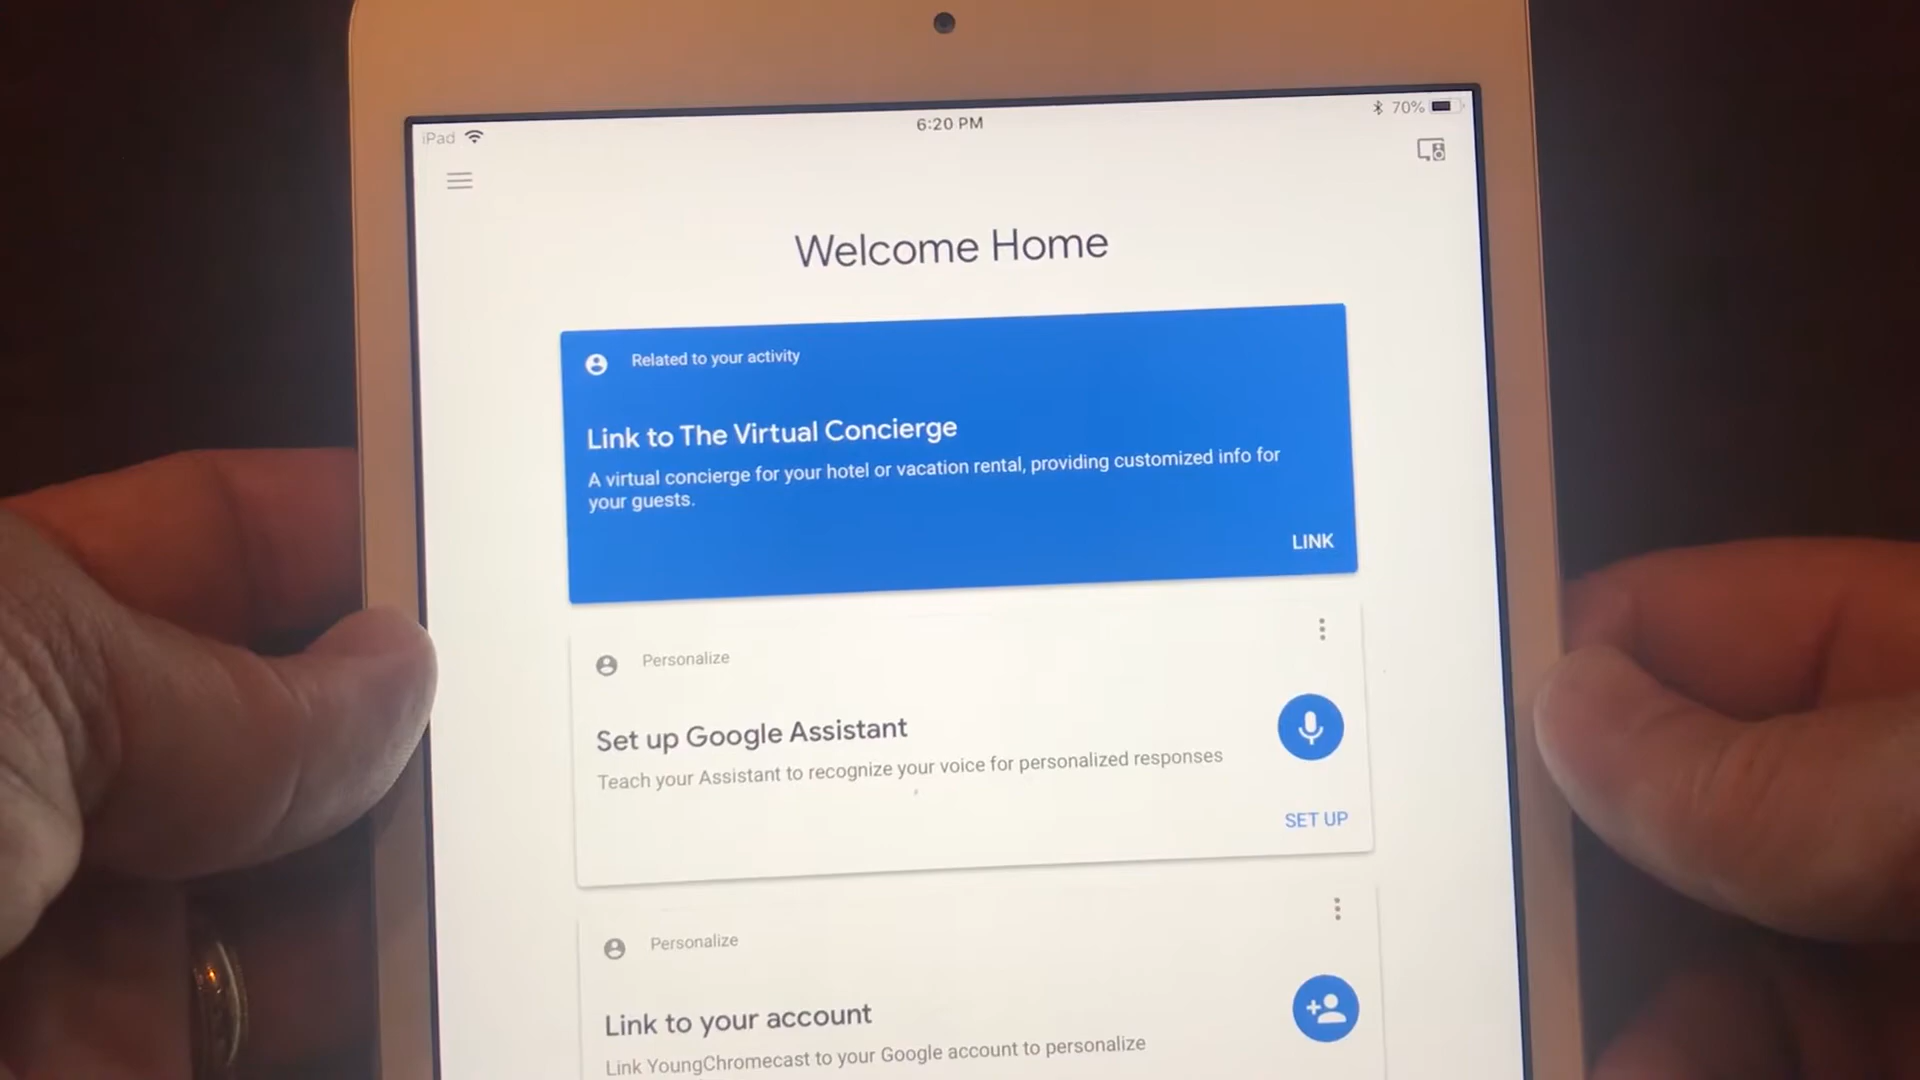 iPad
6:20 PM
70%
Welcome Home
Related to your activity
Link to The Virtual Concierge
A virtual concierge for your hotel or vacation rental, providing customized info for
your guests.
LINK
Personalize
Set up Google Assistant
Teach your Assistant to recognize your voice for personalized responses
SET UP
Personalize
Link to your account
Link YoungChromecast to your Google account to personalize